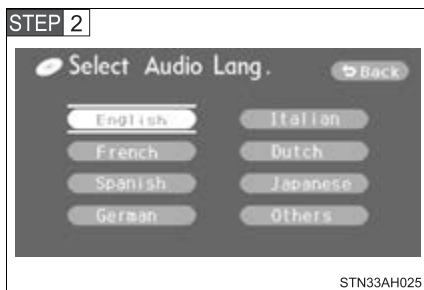 STEP 2
Select Audio Lang.
Back
English
Italian
French
Dutch
Spanish
Japanese
German
Others
STN33AH025